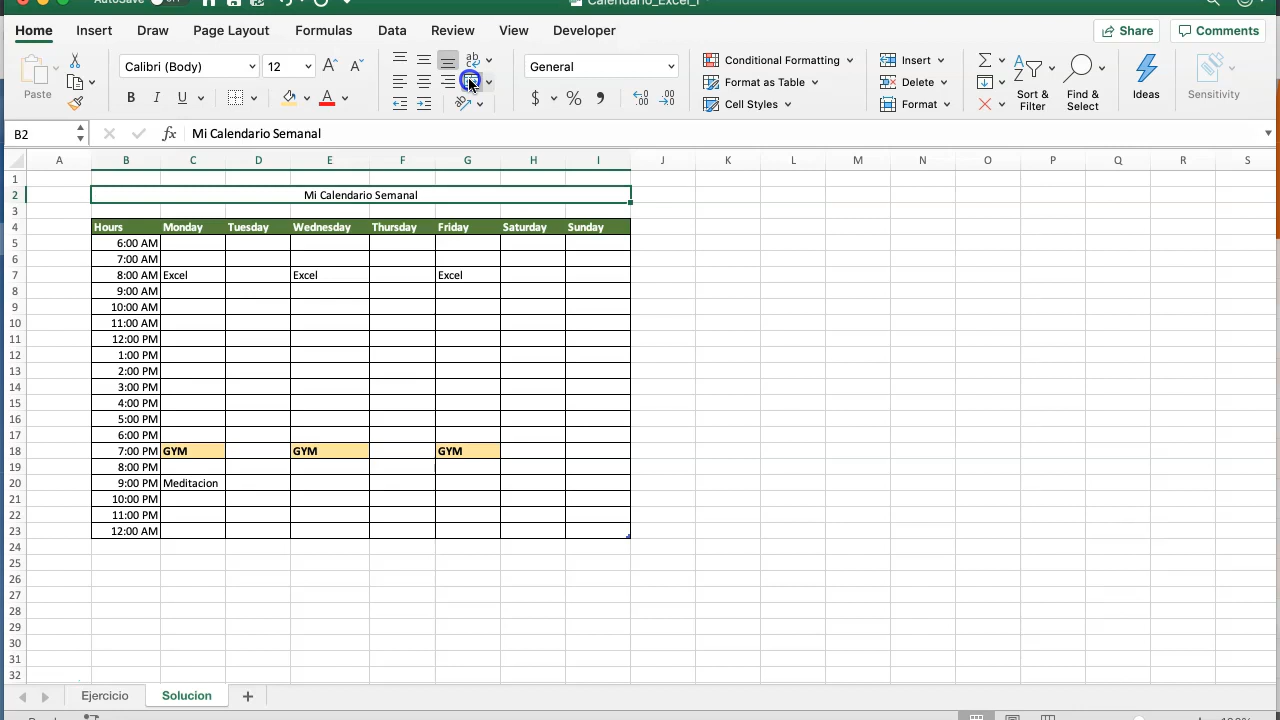 AutoSave OFF Calendario_Excel_
Home Insert Draw Page Layout Formulas Data Review View Developer Share Comments
Paste Calibri (Body) 12 A^ A B I U A ab General $ % , .00 .0 Conditional Formatting Format as Table Cell Styles Insert Delete Format Sort & Filter Find & Select Ideas Sensitivity
B2 fx Mi Calendario Semanal
A B C D E F G H I J K L M N O P Q R S
1
2 Mi Calendario Semanal
3
4 Hours Monday Tuesday Wednesday Thursday Friday Saturday Sunday
5 6:00 AM
6 7:00 AM
7 8:00 AM Excel Excel Excel
8 9:00 AM
9 10:00 AM
10 11:00 AM
11 12:00 PM
12 1:00 PM
13 2:00 PM
14 3:00 PM
15 4:00 PM
16 5:00 PM
17 6:00 PM
18 7:00 PM GYM GYM GYM
19 8:00 PM
20 9:00 PM Meditacion
21 10:00 PM
22 11:00 PM
23 12:00 AM
24
25
26
27
28
29
30
31
32
Ejercicio Solucion +